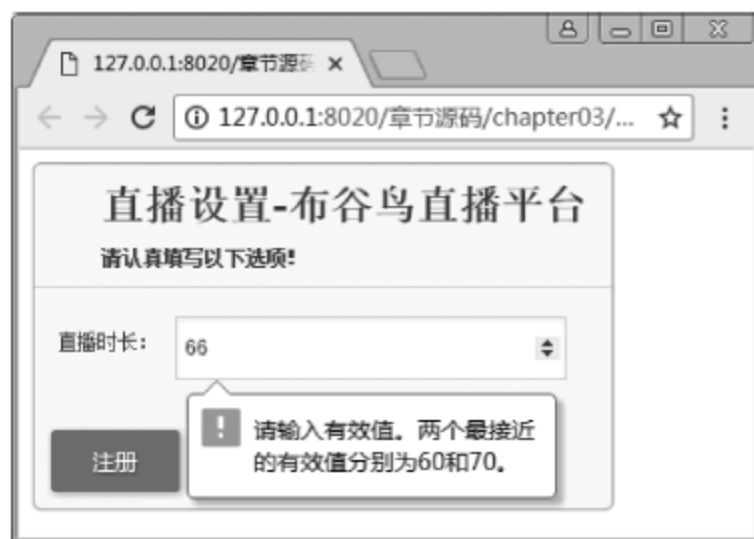 127.0.0.1:8020/章节源码
127.0.0.1:8020/章节源码/chapter03/...
直播设置-布谷鸟直播平台
请认真填写以下选项!
直播时长:
66
请输入有效值。两个最接近
的有效值分别为60和70。
注册